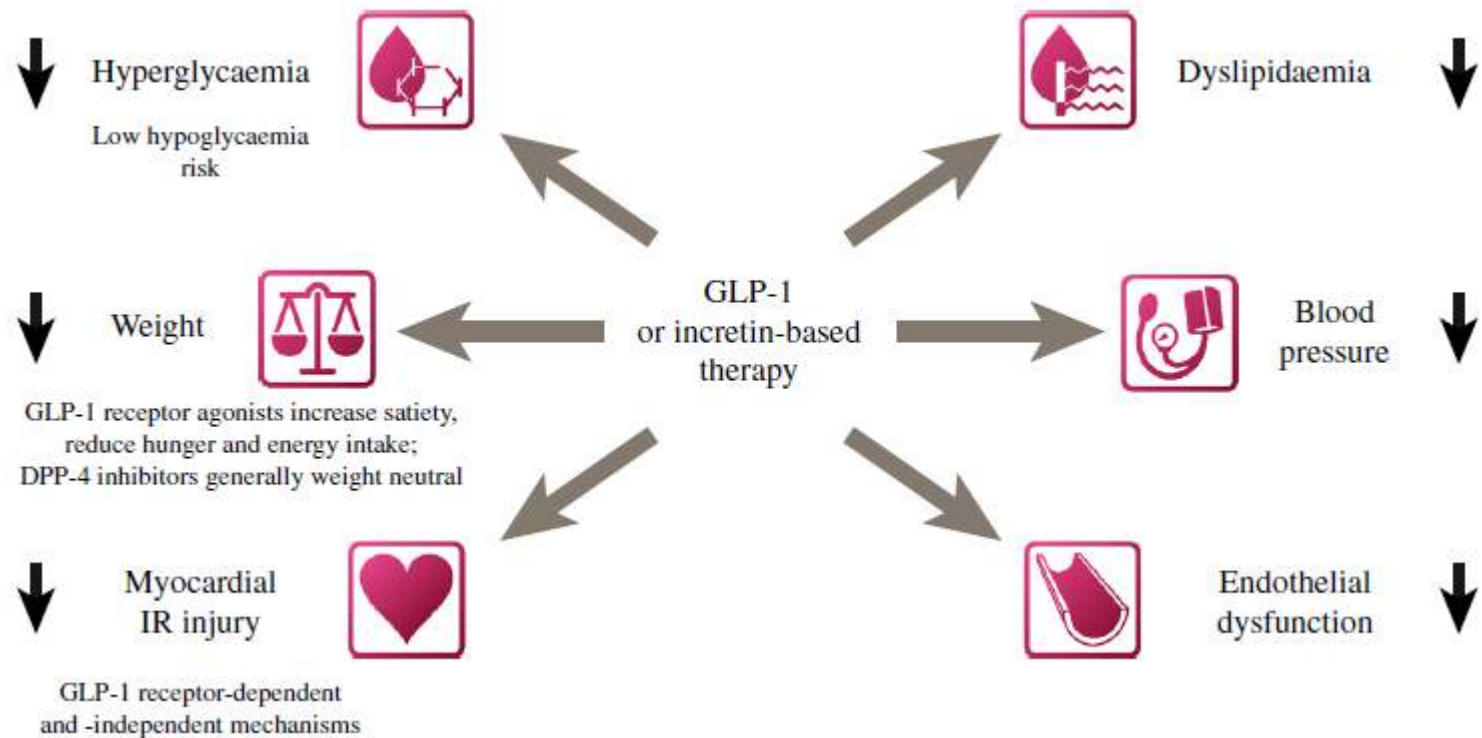 Hyperglycaemia
Low hypoglycaemia
risk
Dyslipidaemia
Weight
GLP-1 receptor agonists increase satiety,
reduce hunger and energy intake;
DPP-4 inhibitors generally weight neutral
GLP-1
or incretin-based
therapy
Blood
pressure
Myocardial
IR injury
GLP-1 receptor-dependent
and -independent mechanisms
Endothelial
dysfunction